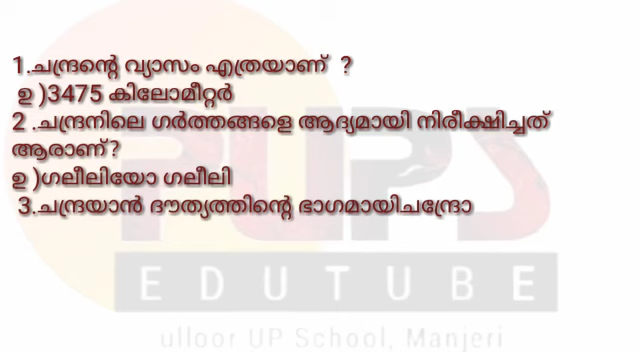 1.ചന്ദ്രന്റെ വ്യാസം എത്രയാണ് ?
ഉ )3475 കിലോമീറ്റർ
2 .ചന്ദ്രനിലെ ഗർത്തങ്ങളെ ആദ്യമായി നിരീക്ഷിച്ചത്
ആരാണ്?
ഉ )ഗലീലിയോ ഗലീലി
3.ചന്ദ്രയാൻ ദൗത്യത്തിന്റെ ഭാഗമായിചന്ദ്രോ
PUPS
EDUTUBE
ulloor UP School, Manjeri